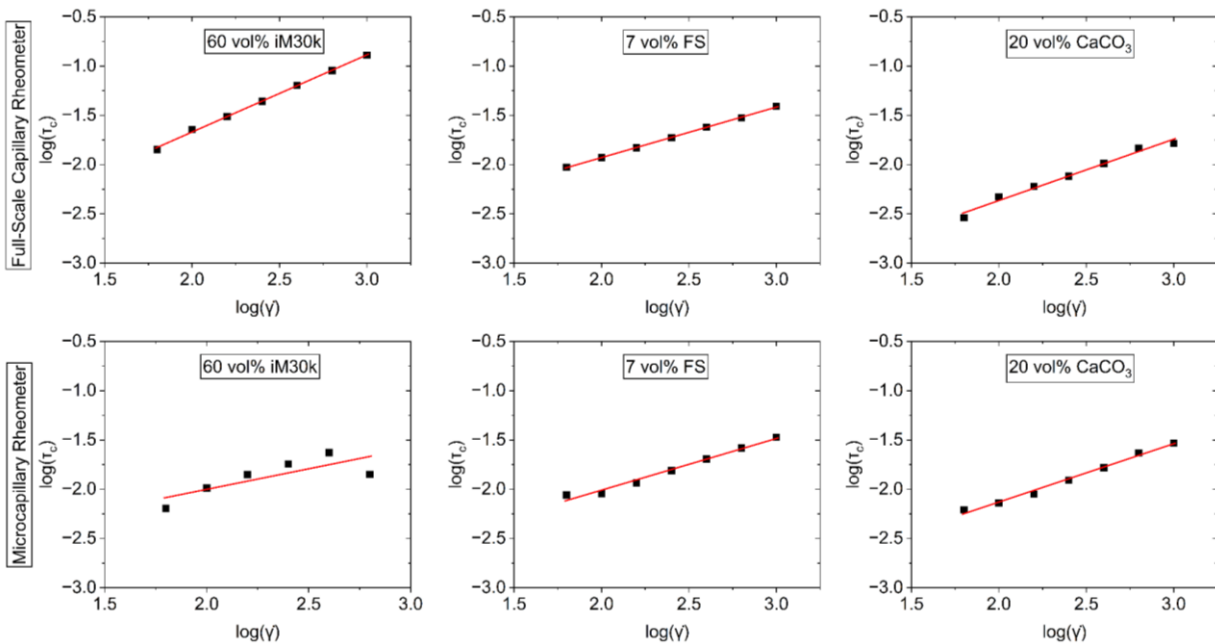 Full-Scale Capillary Rheometer
60 vol% iM30k
log(τc)
−0.5
−1.0
−1.5
−2.0
−2.5
−3.0
1.5 2.0 2.5 3.0
log(γ̇)
7 vol% FS
log(τc)
−0.5
−1.0
−1.5
−2.0
−2.5
−3.0
1.5 2.0 2.5 3.0
log(γ̇)
20 vol% CaCO₃
log(τc)
−0.5
−1.0
−1.5
−2.0
−2.5
−3.0
1.5 2.0 2.5 3.0
log(γ̇)
Microcapillary Rheometer
60 vol% iM30k
log(τc)
−0.5
−1.0
−1.5
−2.0
−2.5
−3.0
1.5 2.0 2.5 3.0
log(γ̇)
7 vol% FS
log(τc)
−0.5
−1.0
−1.5
−2.0
−2.5
−3.0
1.5 2.0 2.5 3.0
log(γ̇)
20 vol% CaCO₃
log(τc)
−0.5
−1.0
−1.5
−2.0
−2.5
−3.0
1.5 2.0 2.5 3.0
log(γ̇)